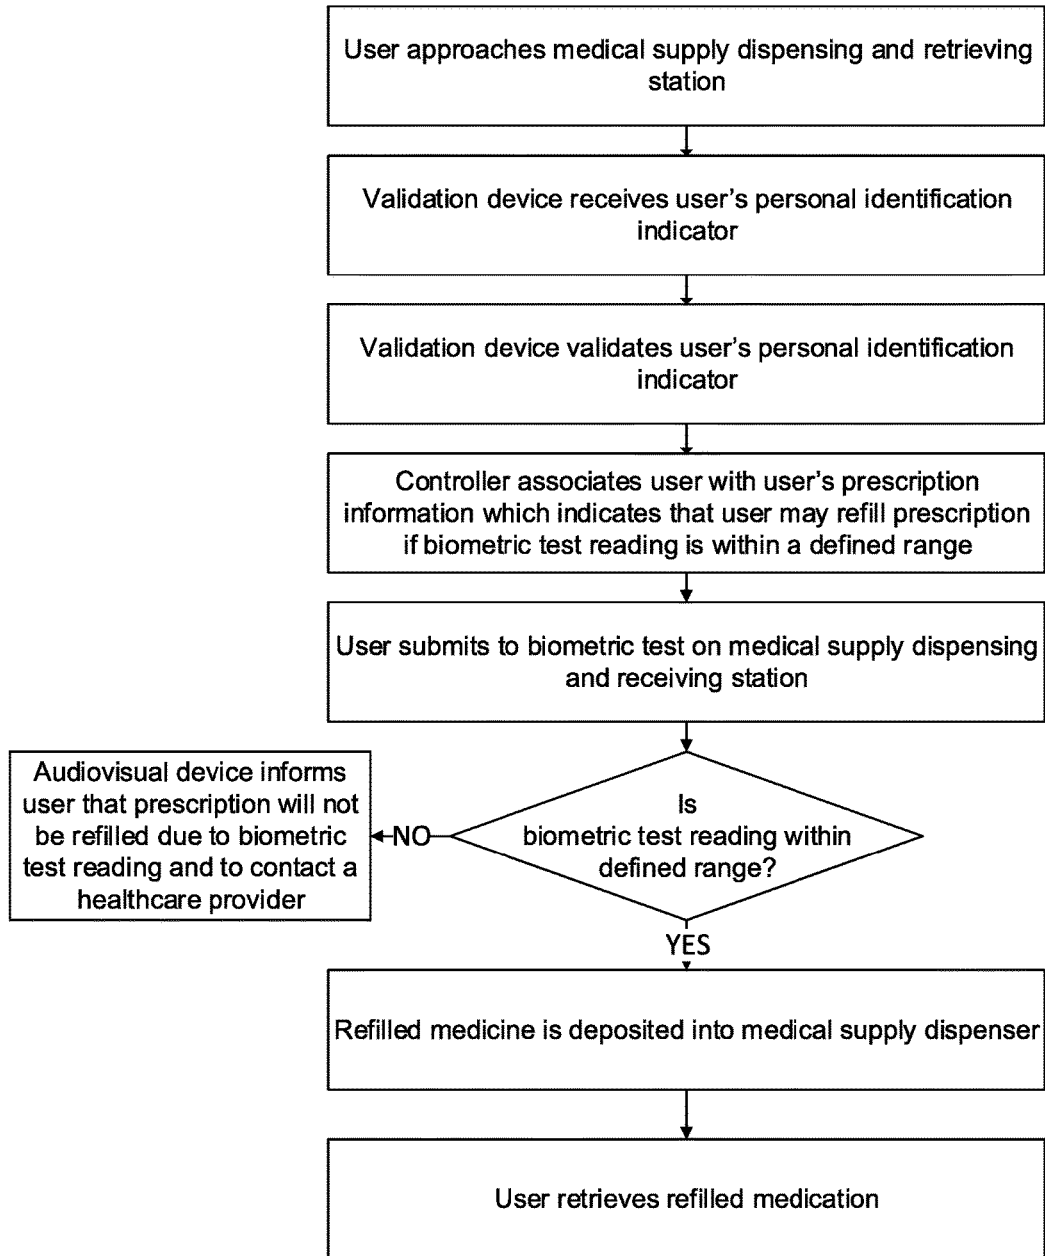 User approaches medical supply dispensing and retrieving
station
Validation device receives user's personal identification
indicator
Validation device validates user's personal identification
indicator
Controller associates user with user's prescription
information which indicates that user may refill prescription
if biometric test reading is within a defined range
User submits to biometric test on medical supply dispensing
and receiving station
Audiovisual device informs
user that prescription will not
be refilled due to biometric
test reading and to contact a
healthcare provider
NO
Is
biometric test reading within
defined range?
YES
Refilled medicine is deposited into medical supply dispenser
User retrieves refilled medication